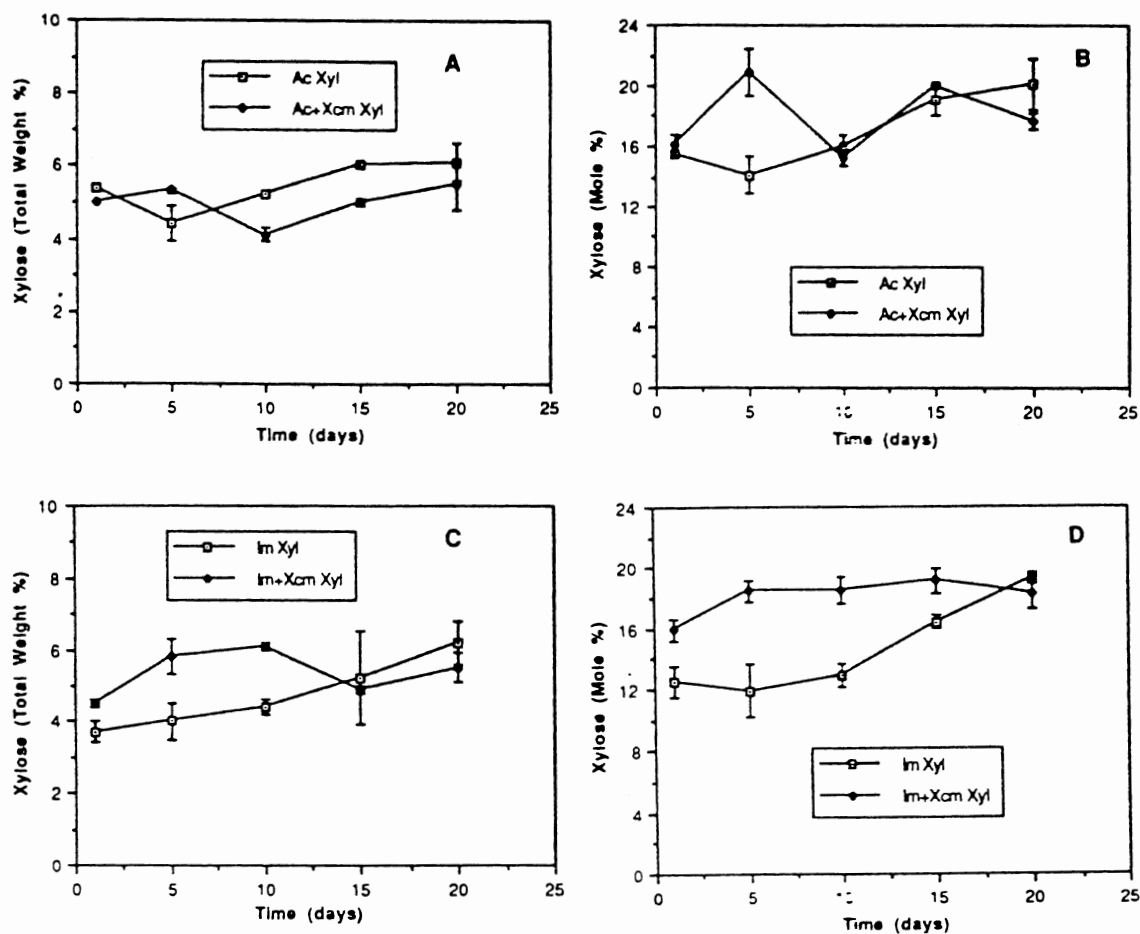 A
Ac Xyl
Ac+Xcm Xyl
Xylose (Total Weight %)
10
8
6
4
2
0
0 5 10 15 20 25
Time (days)
B
Ac Xyl
Ac+Xcm Xyl
Xylose (Mole %)
24
20
16
12
8
4
0
0 5 10 15 20 25
Time (days)
C
Im Xyl
Im+Xcm Xyl
Xylose (Total Weight %)
10
8
6
4
2
0
0 5 10 15 20 25
Time (days)
D
Im Xyl
Im+Xcm Xyl
Xylose (Mole %)
24
20
16
12
8
4
0
0 5 15 20 25
Time (days)